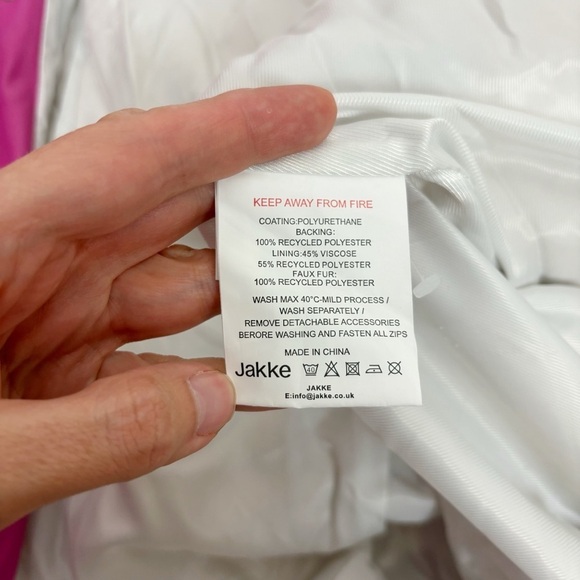 KEEP AWAY FROM FIRE
COATING:POLYURETHANE
BACKING:
100% RECYCLED POLYESTER
LINING:45% VISCOSE
55% RECYCLED POLYESTER
FAUX FUR:
100% RECYCLED POLYESTER
WASH MAX 40°C-MILD PROCESS /
WASH SEPARATELY /
REMOVE DETACHABLE ACCESSORIES
BERORE WASHING AND FASTEN ALL ZIPS
MADE IN CHINA
Jakke 40
JAKKE
E:info@jakke.co.uk